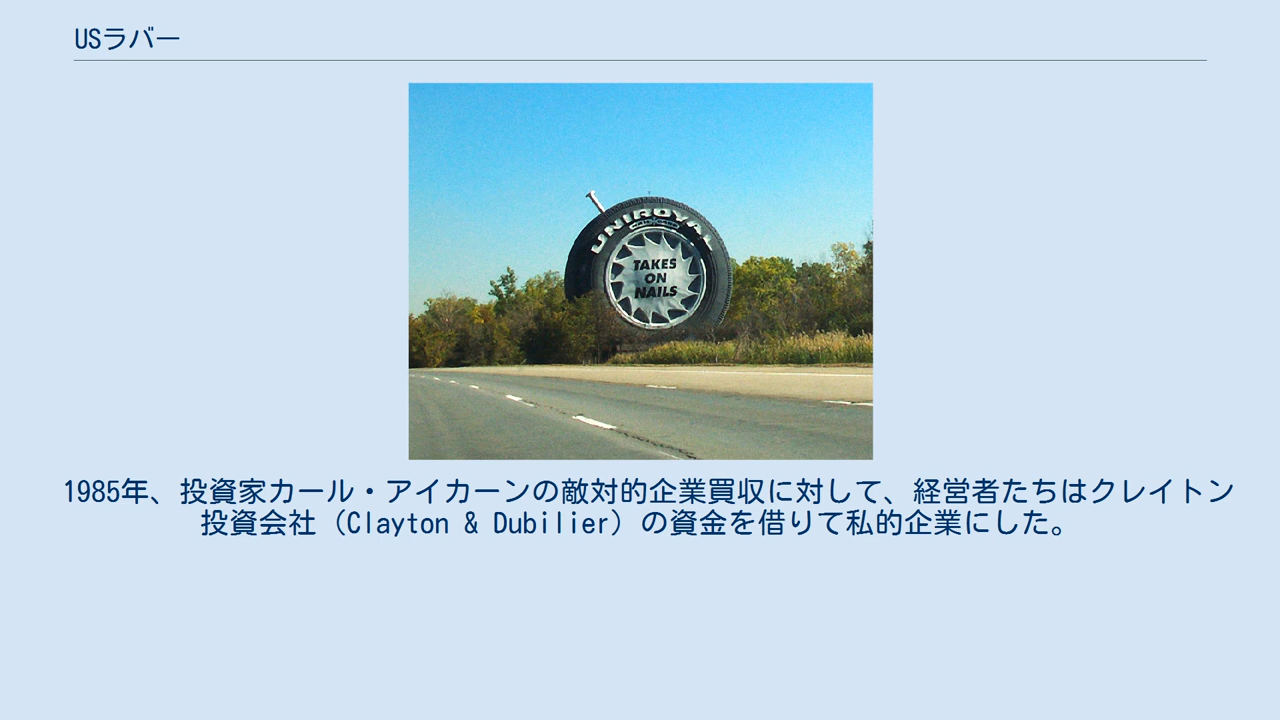 USラバー
UNIROYAL
TAKES
ON
NAILS
1985年、投資家カール・アイカーンの敵対的企業買収に対して、経営者たちはクレイトン
投資会社（Clayton & Dubilier）の資金を借りて私的企業にした。